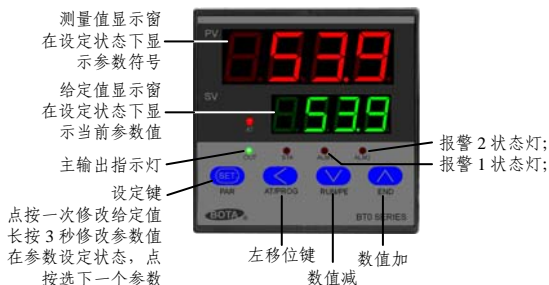 测量值显示窗
在设定状态下显
示参数符号
给定值显示窗
在设定状态下显
示当前参数值
主输出指示灯
设定键
点按一次修改给定值
长按 3 秒修改参数值
在参数设定状态，点
按选下一个参数
PV
53.9
SV
53.9
AT
OUT
ALM1
ALM2
SET
PAR
AT/PROG
END
BOTA
BT0 SERIES
报警 2 状态灯;
报警 1 状态灯;
左移位键
数值减
数值加